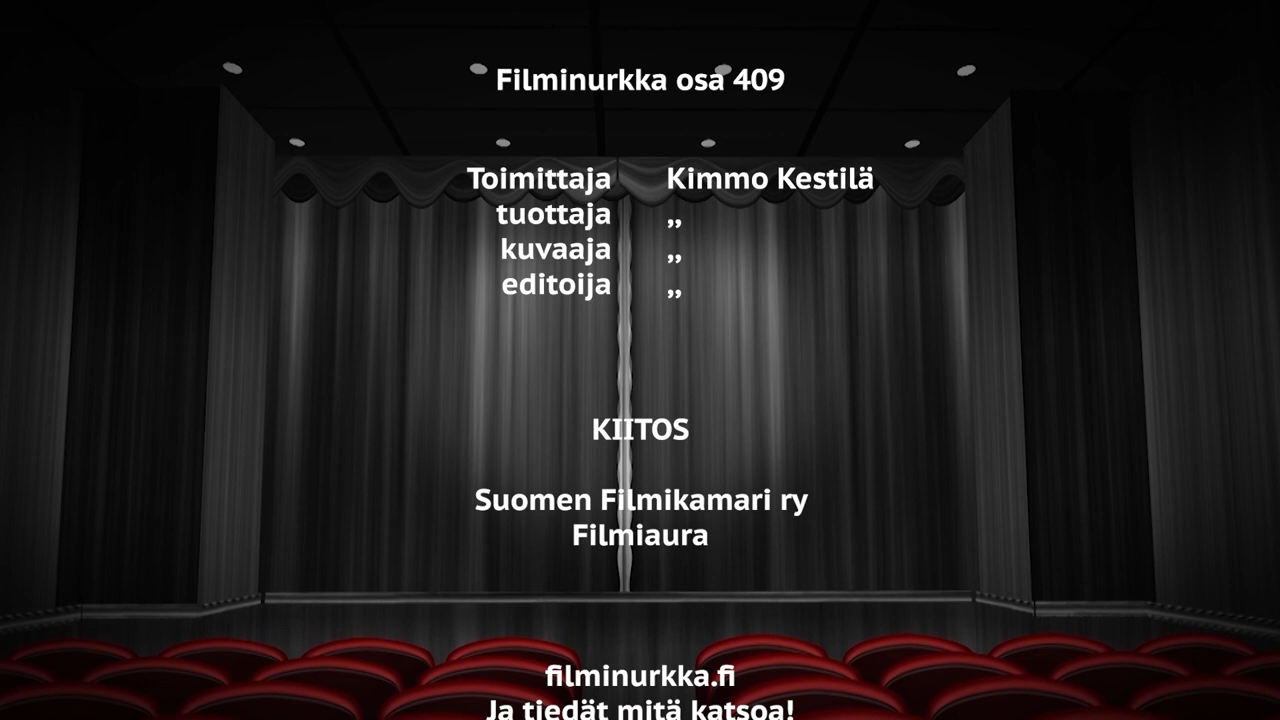 Filminurkka osa 409
Toimittaja Kimmo Kestilä
tuottaja ,,
kuvaaja ,,
editoija ,,
KIITOS
Suomen Filmikamari ry
Filmiaura
filminurkka.fi
Ja tiedät mitä katsoa!